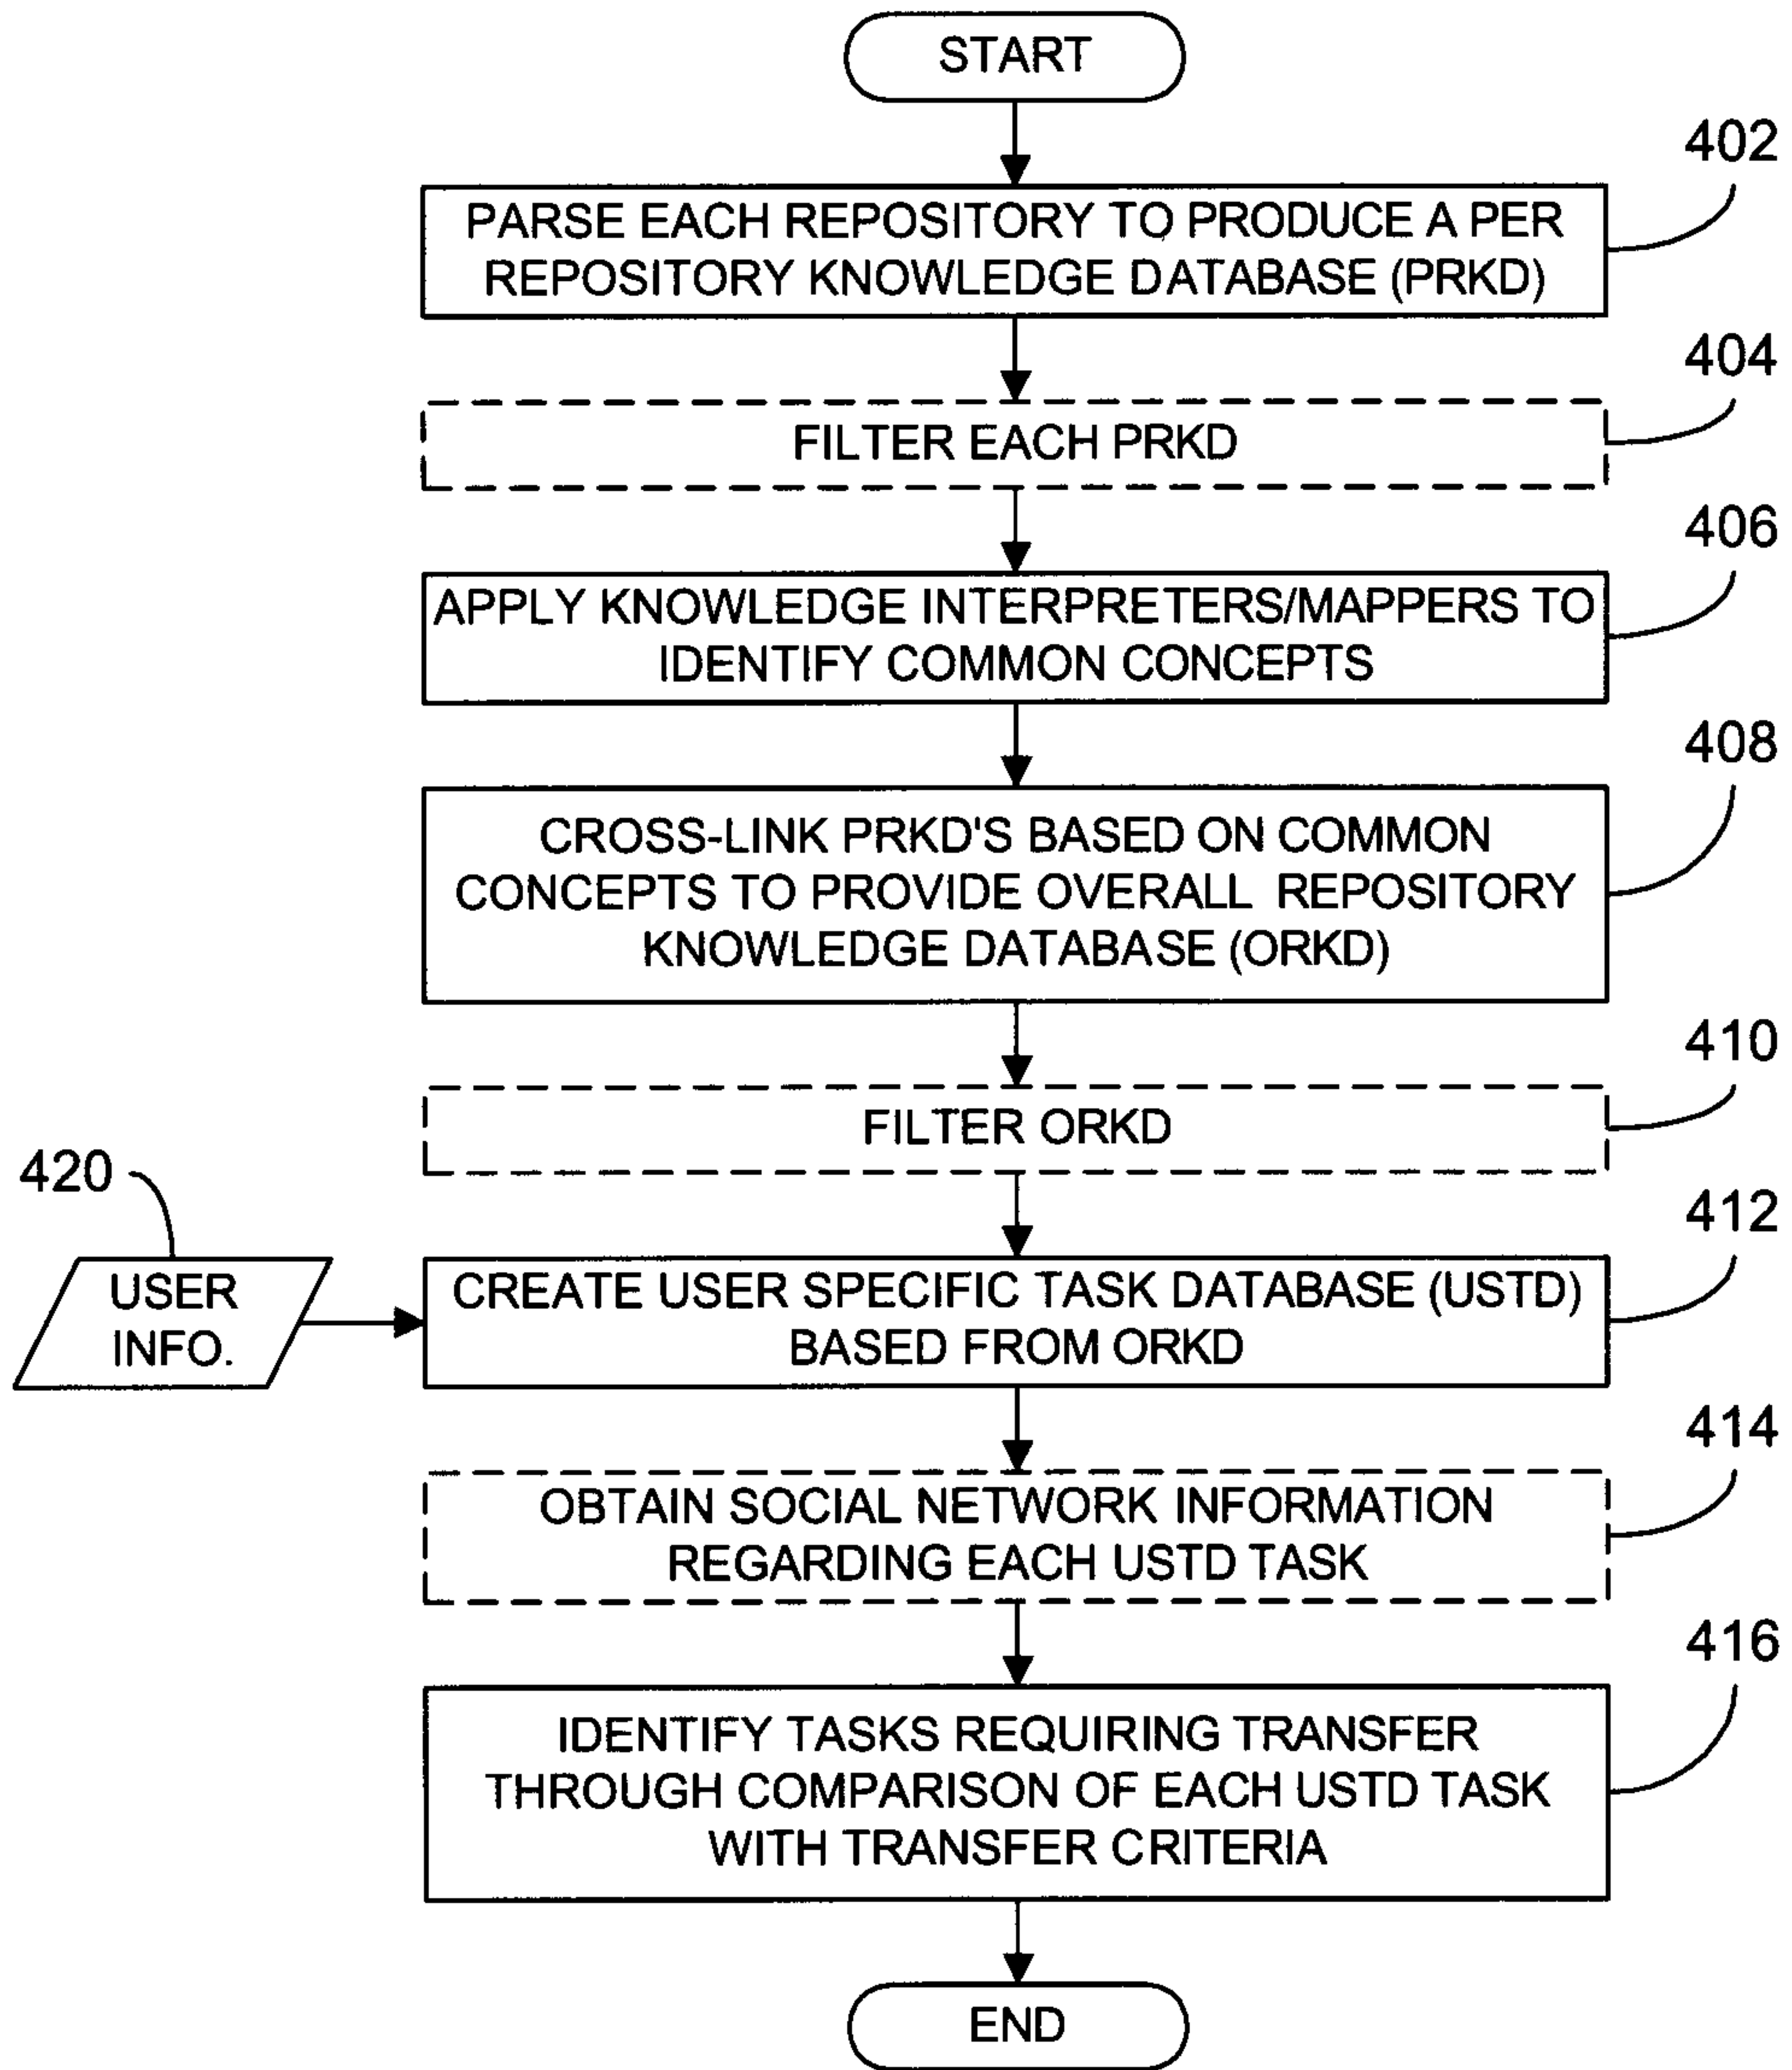 START
402
PARSE EACH REPOSITORY TO PRODUCE A PER
REPOSITORY KNOWLEDGE DATABASE (PRKD)
404
FILTER EACH PRKD
406
APPLY KNOWLEDGE INTERPRETERS/MAPPERS TO
IDENTIFY COMMON CONCEPTS
408
CROSS-LINK PRKD'S BASED ON COMMON
CONCEPTS TO PROVIDE OVERALL REPOSITORY
KNOWLEDGE DATABASE (ORKD)
410
FILTER ORKD
420
USER
INFO.
412
CREATE USER SPECIFIC TASK DATABASE (USTD)
BASED FROM ORKD
414
OBTAIN SOCIAL NETWORK INFORMATION
REGARDING EACH USTD TASK
416
IDENTIFY TASKS REQUIRING TRANSFER
THROUGH COMPARISON OF EACH USTD TASK
WITH TRANSFER CRITERIA
END